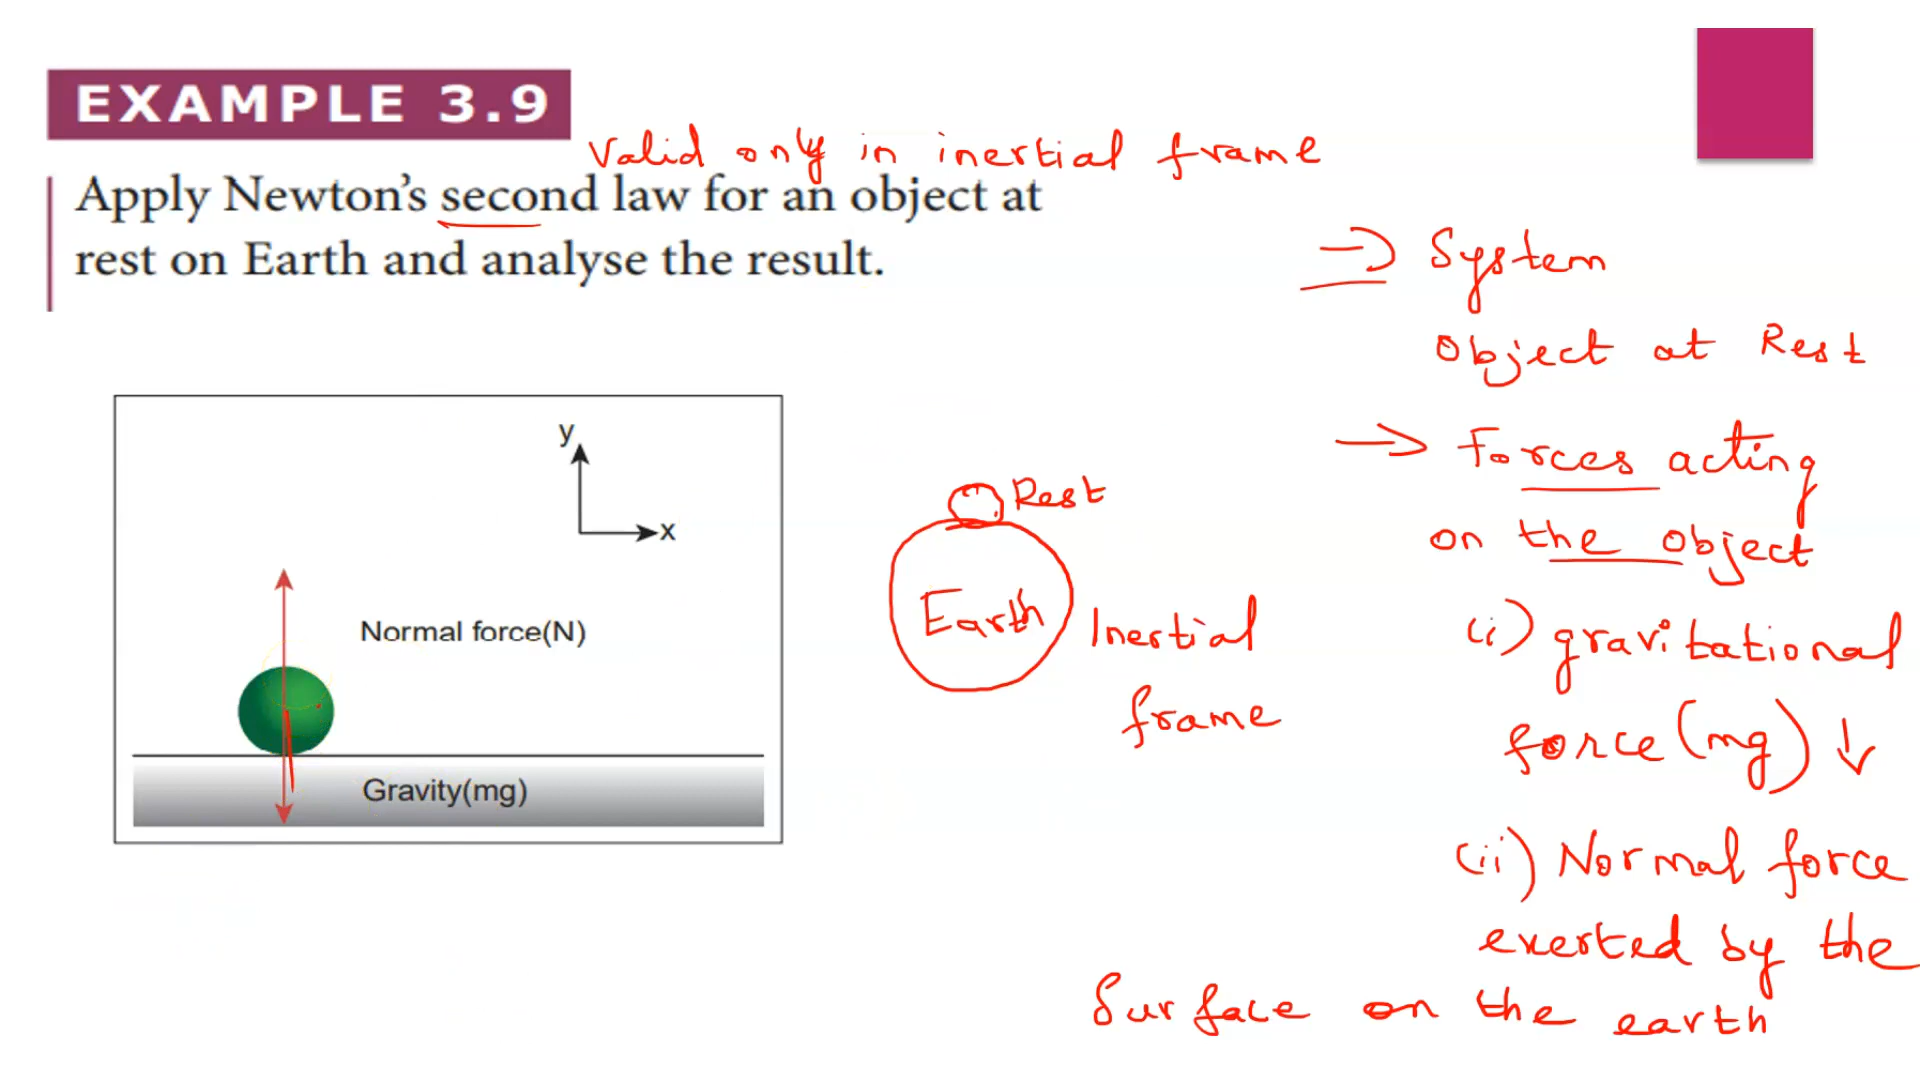 EXAMPLE 3.9
Valid only in inertial frame
Apply Newton’s second law for an object at
rest on Earth and analyse the result.
y
x
Normal force(N)
Gravity(mg)
Rest
Earth
Inertial
frame
⇒ System
Object at Rest
→ Forces acting
on the object
(i) gravitational
force (mg) ↓
(ii) Normal force
exerted by the
Surface on the earth